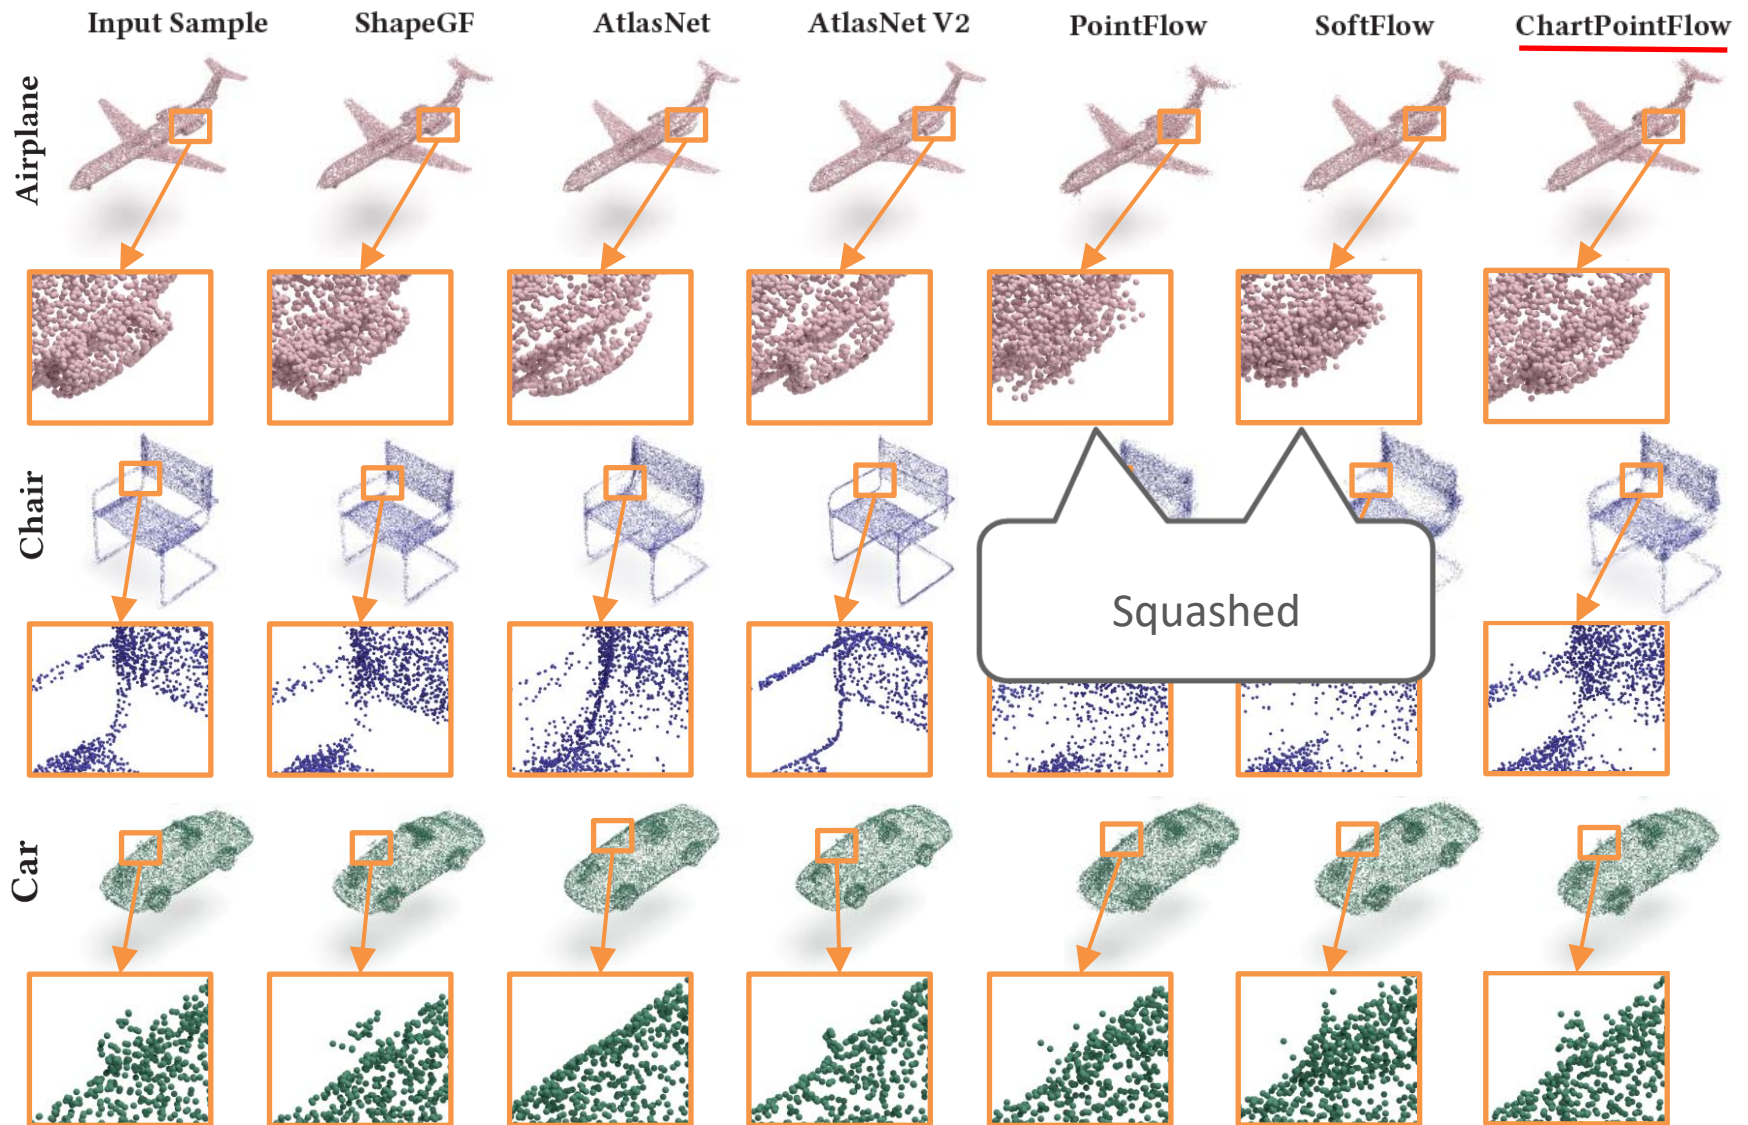 Input Sample ShapeGF AtlasNet AtlasNet V2 PointFlow SoftFlow ChartPointFlow
Airplane
Chair
Squashed
Car